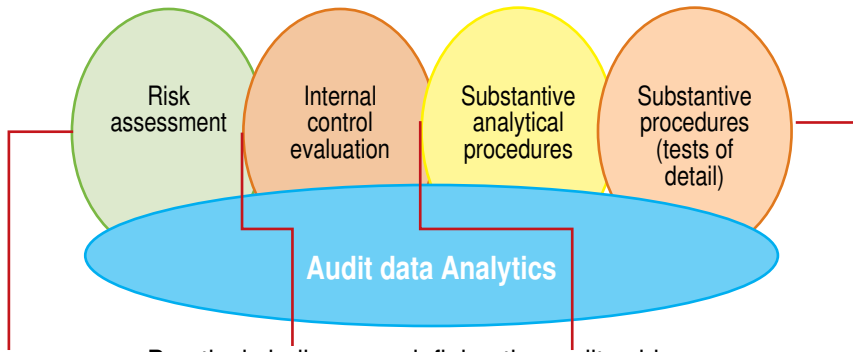 Risk
assessment
Internal
control
evaluation
Substantive
analytical
procedures
Substantive
procedures
(tests of
detail)
Audit data Analytics